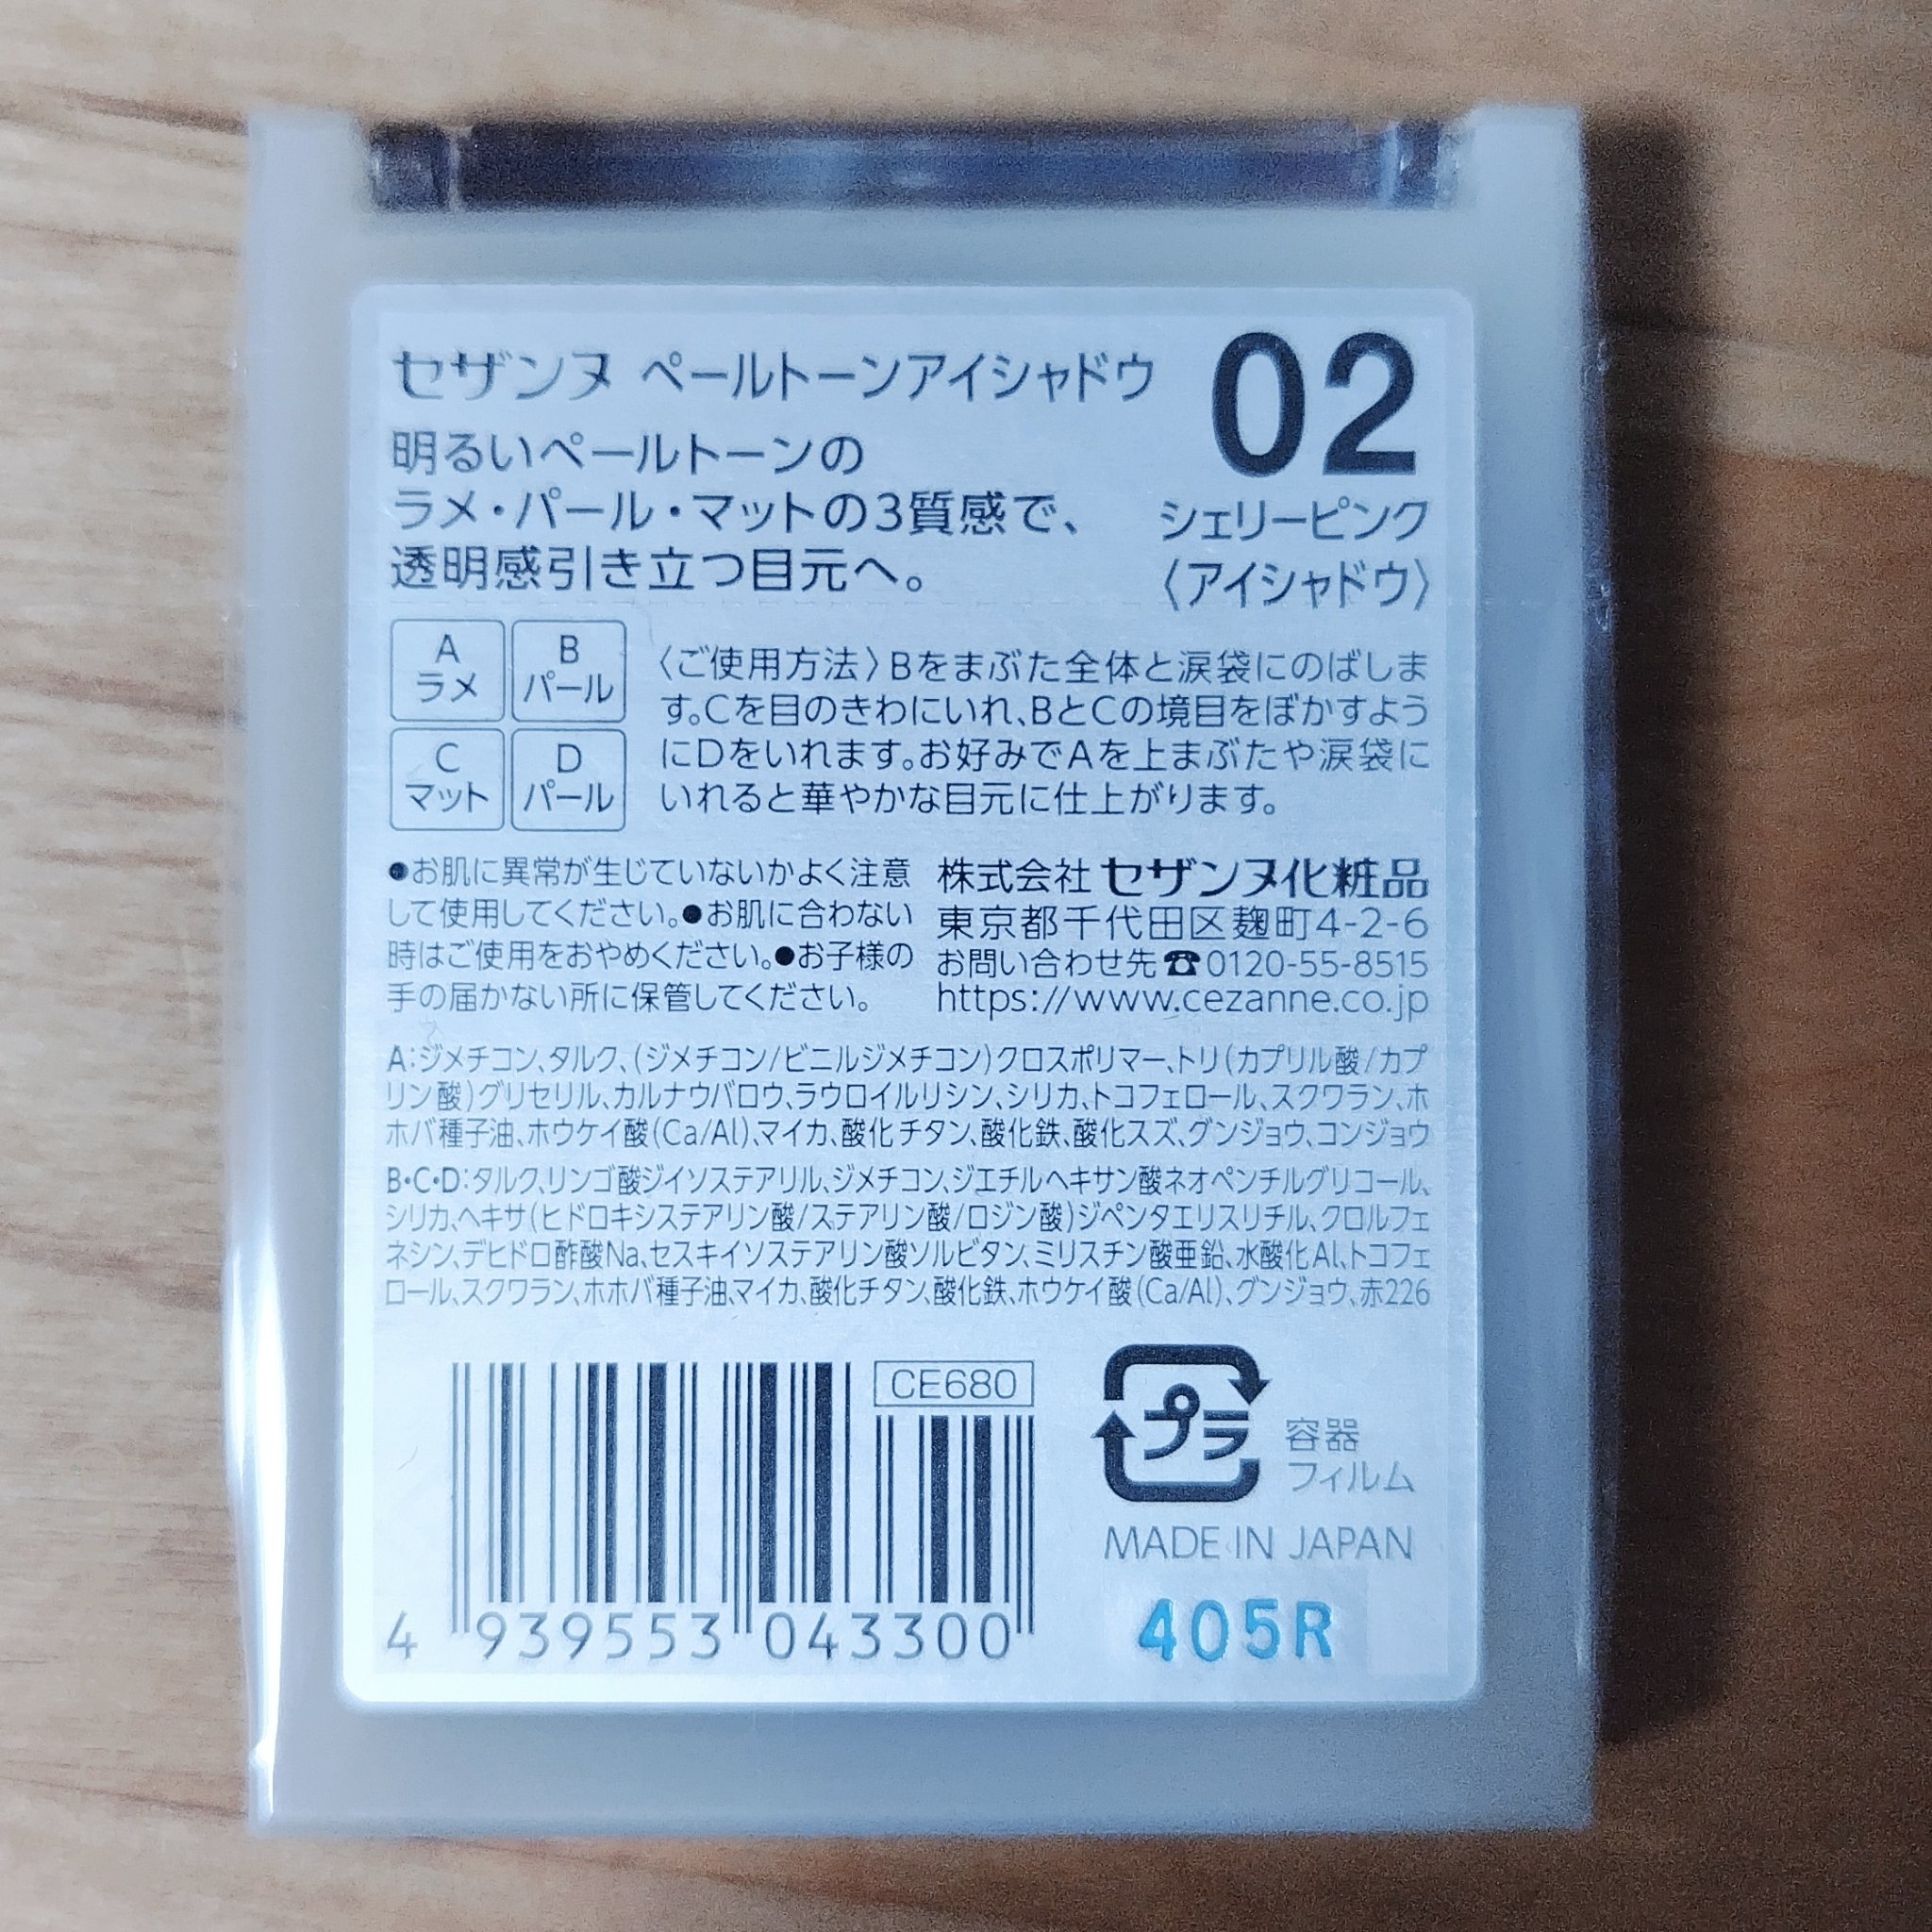 セザンヌ ペールトーンアイシャドウ
02
明るいペールトーンの
ラメ・パール・マットの3質感で、
透明感引き立つ目元へ。
シェリーピンク
〈アイシャドウ〉
A
ラメ
B
パール
C
マット
D
パール
〈ご使用方法〉Bをまぶた全体と涙袋にのばしま
す。Cを目のきわにいれ、BとCの境目をぼかすよう
にDをいれます。お好みでAを上まぶたや涙袋に
いれると華やかな目元に仕上がります。
●お肌に異常が生じていないかよく注意
して使用してください。●お肌に合わない
時はご使用をおやめください。●お子様の
手の届かない所に保管してください。
株式会社 セザンヌ化粧品
東京都千代田区麹町4-2-6
お問い合わせ先☎0120-55-8515
https://www.cezanne.co.jp
A:ジメチコン、タルク、(ジメチコン/ビニルジメチコン)クロスポリマー、トリ(カプリル酸/カプ
リン酸)グリセリル、カルナウバロウ、ラウロイルリシン、シリカ、トコフェロール、スクワラン、ホ
ホバ種子油、ホウケイ酸(Ca/Al)、マイカ、酸化チタン、酸化鉄、酸化スズ、グンジョウ、コンジョウ
B・C・D:タルク、リンゴ酸ジイソステアリル、ジメチコン、ジエチルヘキサン酸ネオペンチルグリコール、
シリカ、ヘキサ(ヒドロキシステアリン酸/ステアリン酸/ロジン酸)ジペンタエリスリチル、クロルフェ
ネシン、デヒドロ酢酸Na、セスキイソステアリン酸ソルビタン、ミリスチン酸亜鉛、水酸化Al、トコフェ
ロール、スクワラン、ホホバ種子油、マイカ、酸化チタン、酸化鉄、ホウケイ酸(Ca/Al)、グンジョウ、赤226
CE680
4 939553 043300
プラ
容器
フィルム
MADE IN JAPAN
405R